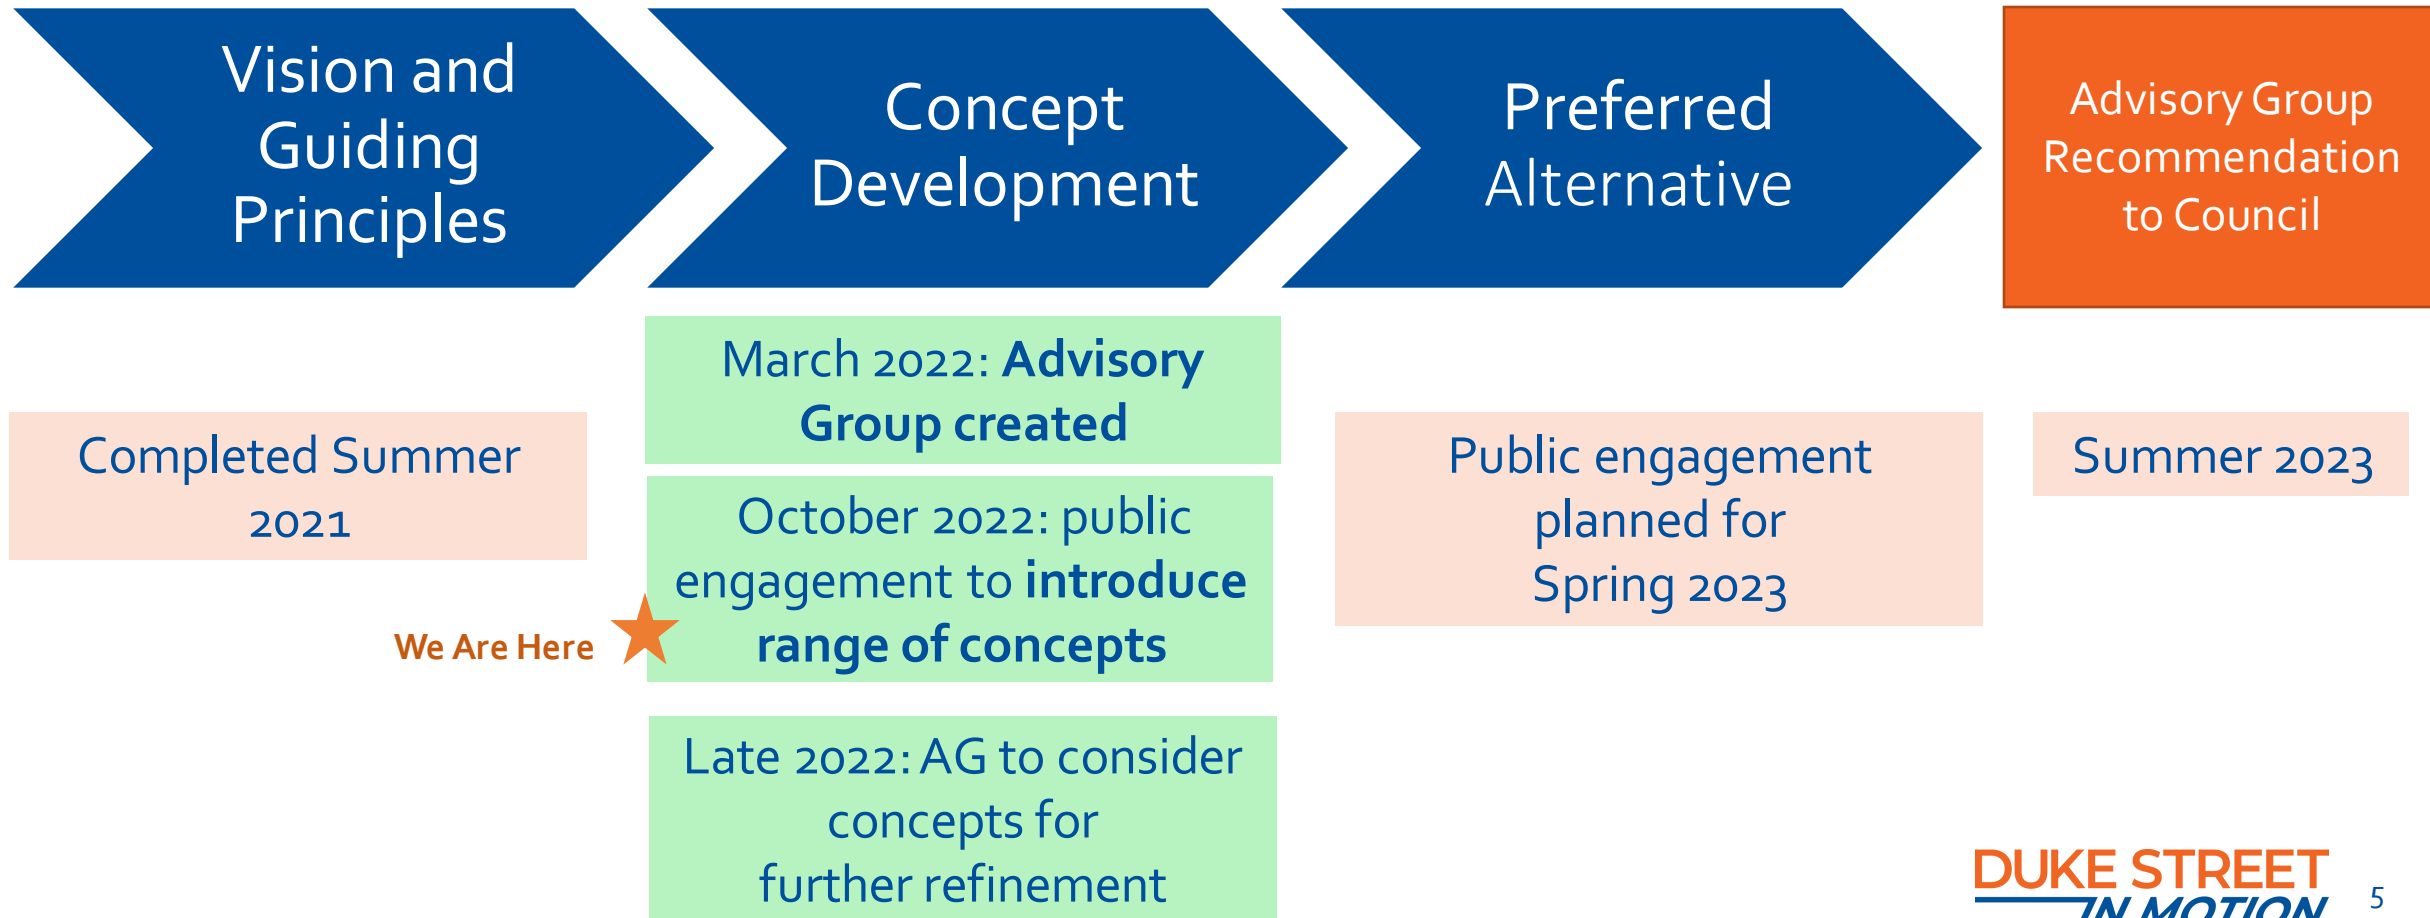 Vision and
Guiding
Principles
Concept
Development
Preferred
Alternative
Advisory Group
Recommendation
to Council
Completed Summer
2021
March 2022: Advisory
Group created
October 2022: public
engagement to introduce
range of concepts
We Are Here
Late 2022: AG to consider
concepts for
further refinement
Public engagement
planned for
Spring 2023
Summer 2023
DUKE STREET
IN MOTION
5